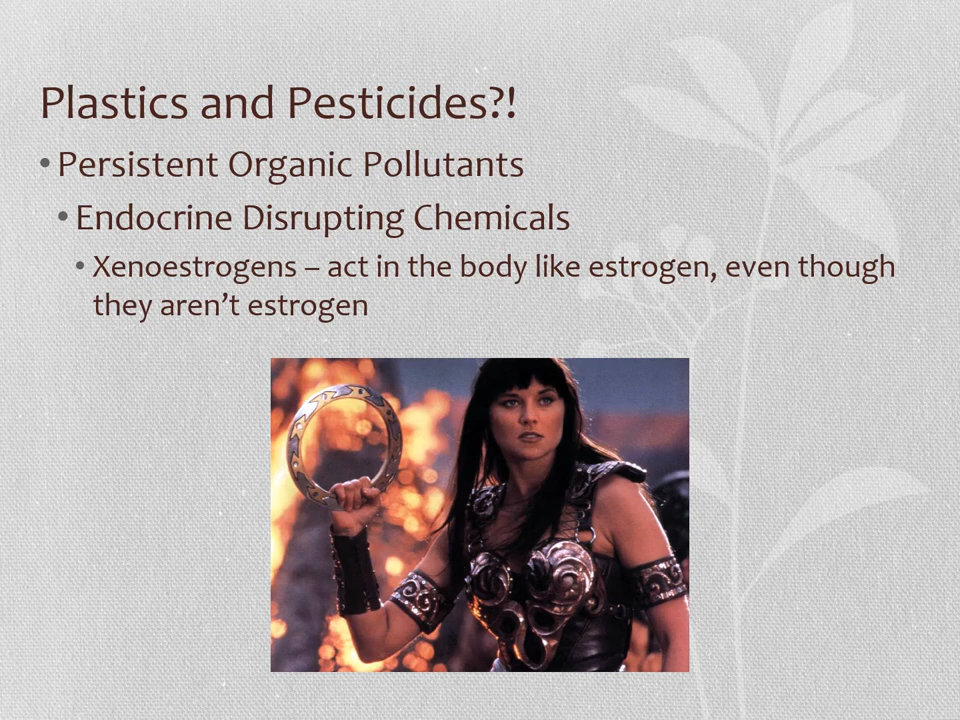 Plastics and Pesticides?!
• Persistent Organic Pollutants
• Endocrine Disrupting Chemicals
• Xenoestrogens – act in the body like estrogen, even though
they aren’t estrogen